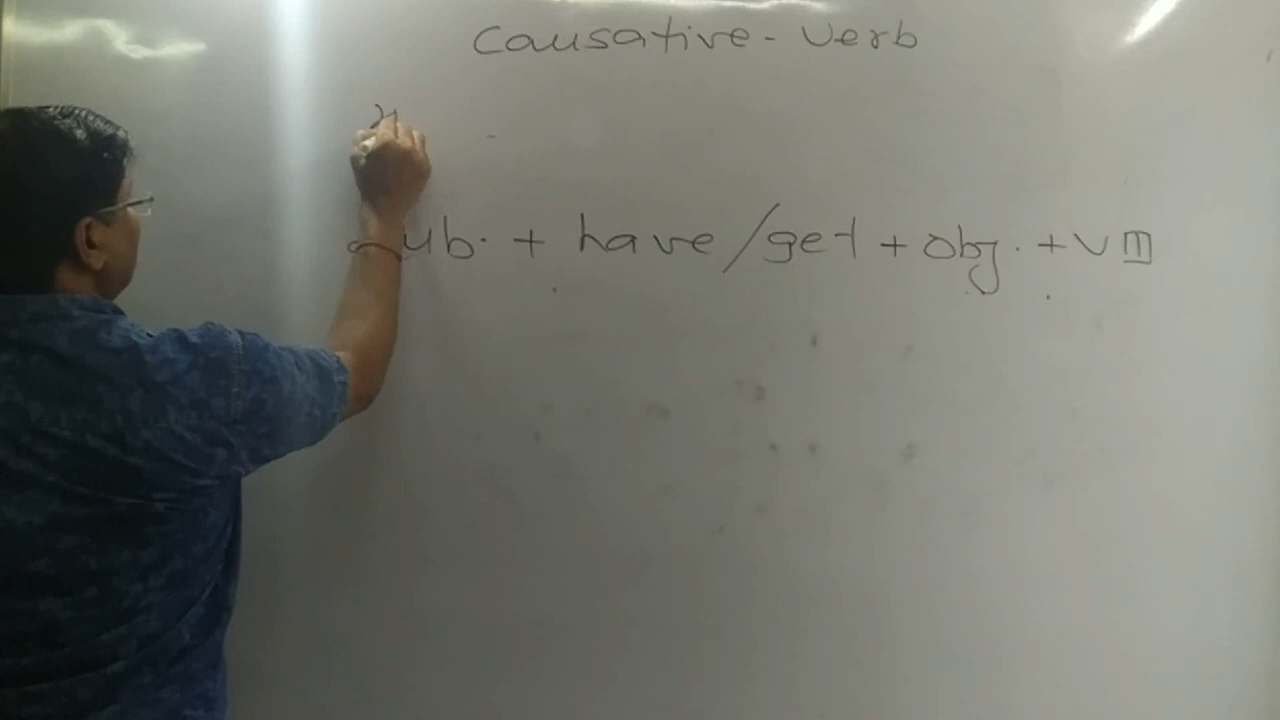 Causative-Verb
sub. + have/get + obj. + V III